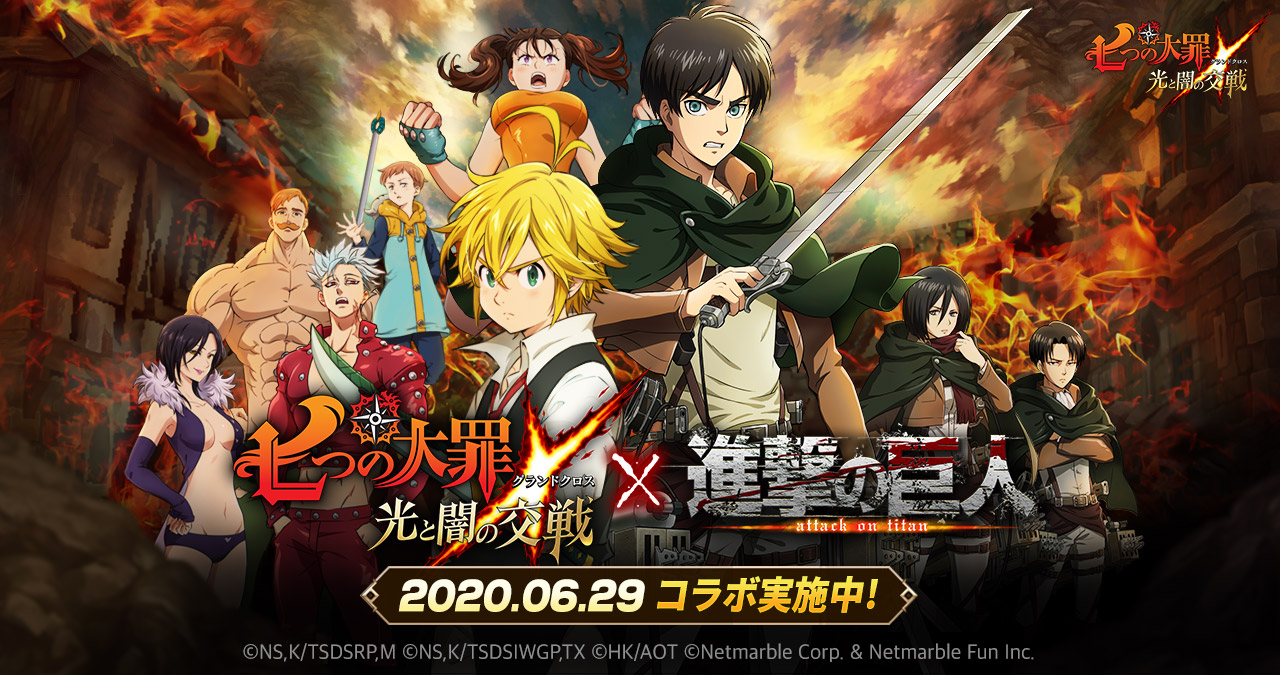 七つの大罪
グランドクロス
光と闇の交戦
七つの大罪
グランドクロス
光と闇の交戦
×
進撃の巨人
attack on titan
2020.06.29 コラボ実施中!
©NS,K/TSDSRP,M ©NS,K/TSDSIWGP,TX ©HK/AOT ©Netmarble Corp. & Netmarble Fun Inc.